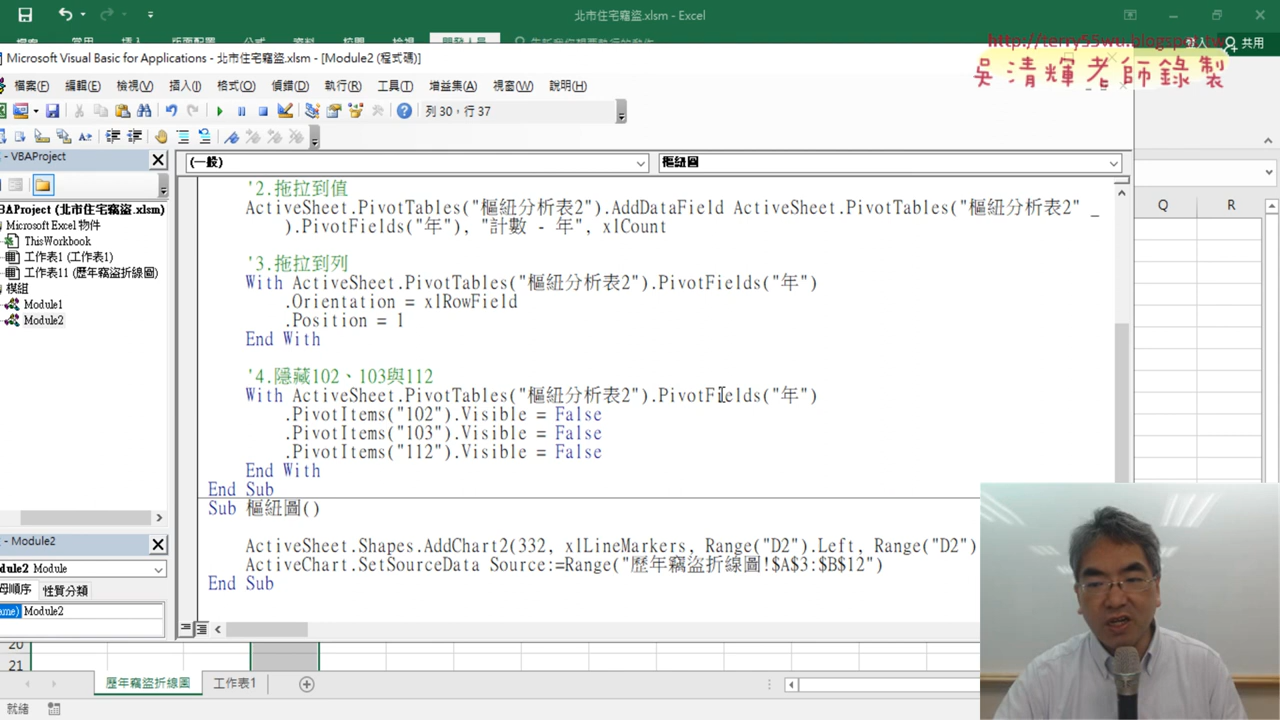 北市住宅竊盜.xlsm - Excel
http://terry55wu.blogspot.tw
共用
吳清輝老師錄製
Microsoft Visual Basic for Applications - 北市住宅竊盜.xlsm - [Module2 (程式碼)]
檔案(F) 編輯(E) 檢視(V) 插入(I) 格式(O) 偵錯(D) 執行(R) 工具(T) 增益集(A) 視窗(W) 說明(H)
列 30，行 37
- VBAProject
(一般)
樞紐圖
BAProject (北市住宅竊盜.xlsm)
Microsoft Excel 物件
ThisWorkbook
工作表1 (工作表1)
工作表11 (歷年竊盜折線圖)
模組
Module1
Module2
'2.拖拉到值
ActiveSheet.PivotTables("樞紐分析表2").AddDataField ActiveSheet.PivotTables("樞紐分析表2" _
).PivotFields("年"), "計數 - 年", xlCount
'3.拖拉到列
With ActiveSheet.PivotTables("樞紐分析表2").PivotFields("年")
.Orientation = xlRowField
.Position = 1
End With
'4.隱藏102、103與112
With ActiveSheet.PivotTables("樞紐分析表2").PivotFields("年")
.PivotItems("102").Visible = False
.PivotItems("103").Visible = False
.PivotItems("112").Visible = False
End With
End Sub
Sub 樞紐圖()
ActiveSheet.Shapes.AddChart2(332, xlLineMarkers, Range("D2").Left, Range("D2")
ActiveChart.SetSourceData Source:=Range("歷年竊盜折線圖!$A$3:$B$12")
End Sub
- Module2
dule2 Module
母順序 性質分類
ame) Module2
Q R
20
21
歷年竊盜折線圖 工作表1
就緒